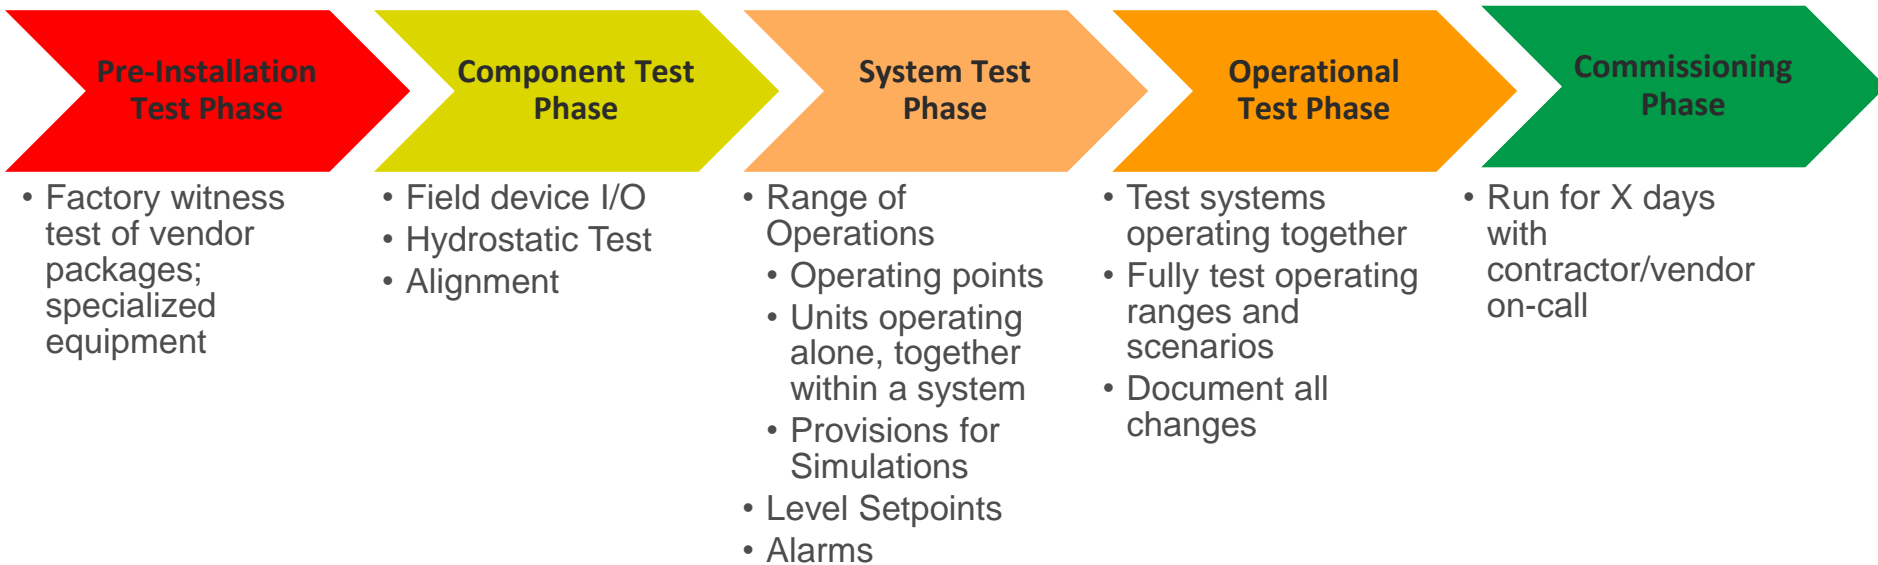 Pre-Installation
Test Phase
• Factory witness
test of vendor
packages;
specialized
equipment
Component Test
Phase
• Field device I/O
• Hydrostatic Test
• Alignment
System Test
Phase
• Range of
Operations
• Operating points
• Units operating
alone, together
within a system
• Provisions for
Simulations
• Level Setpoints
• Alarms
Operational
Test Phase
• Test systems
operating together
• Fully test operating
ranges and
scenarios
• Document all
changes
Commissioning
Phase
• Run for X days
with
contractor/vendor
on-call